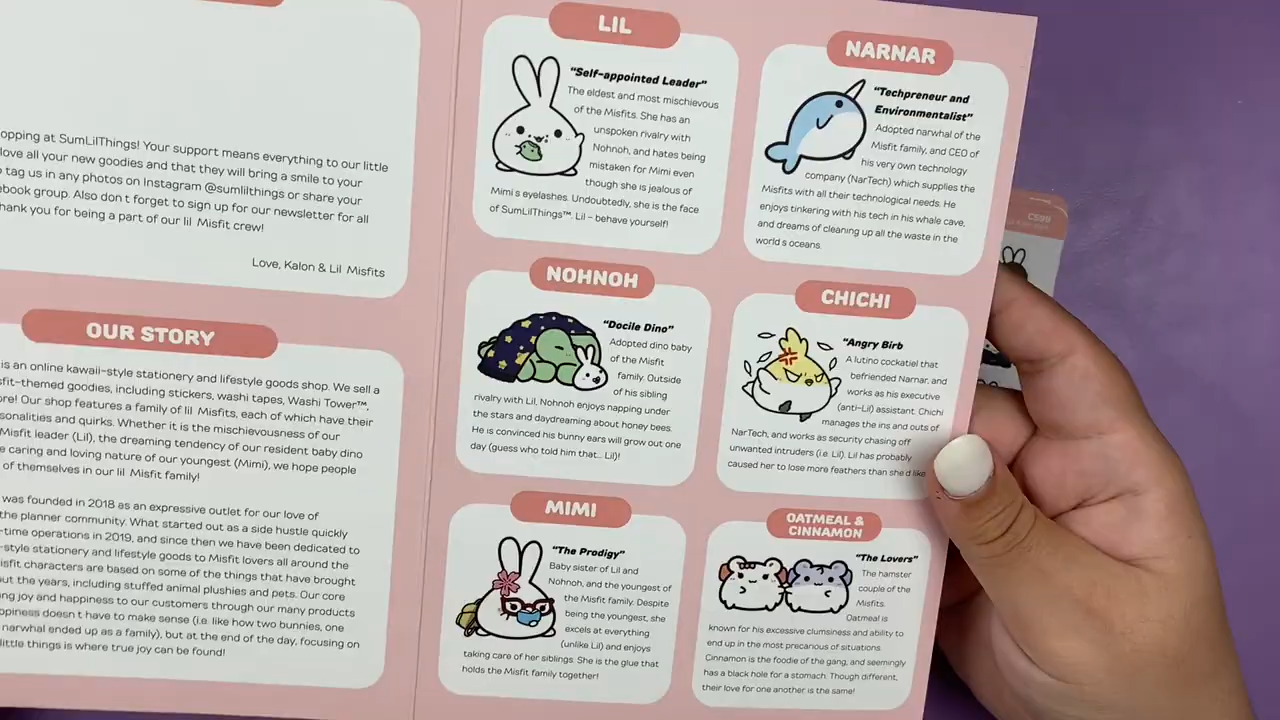 opping at SumLilThings! Your support means everything to our little
love all your new goodies and that they will bring a smile to your
tag us in any photos on Instagram @sumlilthings or share your
ebook group. Also don t forget to sign up for our newsletter for all
hank you for being a part of our lil Misfit crew!
Love, Kalon & Lil Misfits
OUR STORY
is an online kawaii-style stationery and lifestyle goods shop. We sell a
sfit-themed goodies, including stickers, washi tapes, Washi Tower™,
ore! Our shop features a family of lil Misfits, each of which have their
sonalities and quirks. Whether it is the mischievousness of our
Misfit leader (Lil), the dreaming tendency of our resident baby dino
e caring and loving nature of our youngest (Mimi), we hope people
of themselves in our lil Misfit family!
was founded in 2018 as an expressive outlet for our love of
the planner community. What started out as a side hustle quickly
-time operations in 2019, and since then we have been dedicated to
-style stationery and lifestyle goods to Misfit lovers all around the
isfit characters are based on some of the things that have brought
out the years, including stuffed animal plushies and pets. Our core
ng joy and happiness to our customers through our many products
ppiness doesn t have to make sense (i.e. like how two bunnies, one
narwhal ended up as a family), but at the end of the day, focusing on
little things is where true joy can be found!
LIL
"Self-appointed Leader"
The eldest and most mischievous
of the Misfits. She has an
unspoken rivalry with
Nohnoh, and hates being
mistaken for Mimi even
though she is jealous of
Mimi s eyelashes. Undoubtedly, she is the face
of SumLilThings™. Lil - behave yourself!
NARNAR
"Techpreneur and
Environmentalist"
Adopted narwhal of the
Misfit family, and CEO of
his very own technology
company (NarTech) which supplies the
Misfits with all their technological needs. He
enjoys tinkering with his tech in his whale cave,
and dreams of cleaning up all the waste in the
world s oceans.
NOHNOH
"Docile Dino"
Adopted dino baby
of the Misfit
family. Outside
of his sibling
rivalry with Lil, Nohnoh enjoys napping under
the stars and daydreaming about honey bees.
He is convinced his bunny ears will grow out one
day (guess who told him that... Lil)!
CHICHI
"Angry Birb
A lutino cockatiel that
befriended Narnar, and
works as his executive
(anti-Lil) assistant. Chichi
manages the ins and outs of
NarTech, and works as security chasing off
unwanted intruders (i.e. Lil). Lil has probably
caused her to lose more feathers than she'd like
MIMI
"The Prodigy"
Baby sister of Lil and
Nohnoh, and the youngest of
the Misfit family. Despite
being the youngest, she
excels at everything
(unlike Lil) and enjoys
taking care of her siblings. She is the glue that
holds the Misfit family together!
OATMEAL &
CINNAMON
"The Lovers"
The hamster
couple of the
Misfits.
Oatmeal is
known for his excessive clumsiness and ability to
end up in the most precarious of situations.
Cinnamon is the foodie of the gang, and seemingly
has a black hole for a stomach. Though different,
their love for one another is the same!